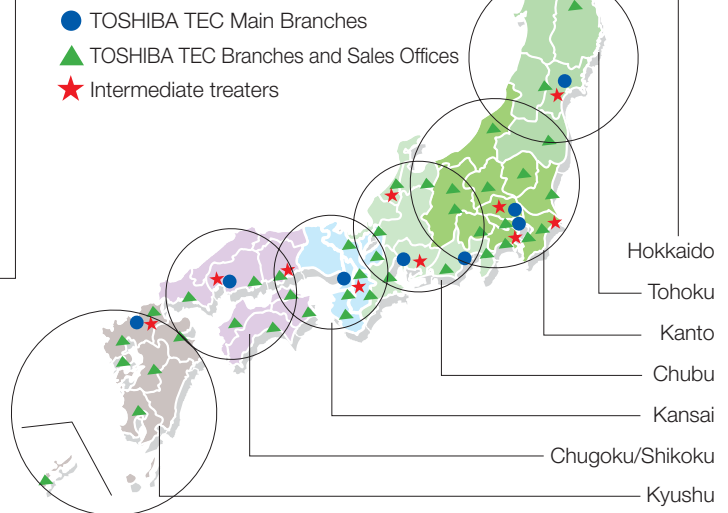 TOSHIBA TEC Main Branches
TOSHIBA TEC Branches and Sales Offices
Intermediate treaters
Hokkaido
Tohoku
Kanto
Chubu
Kansai
Chugoku/Shikoku
Kyushu